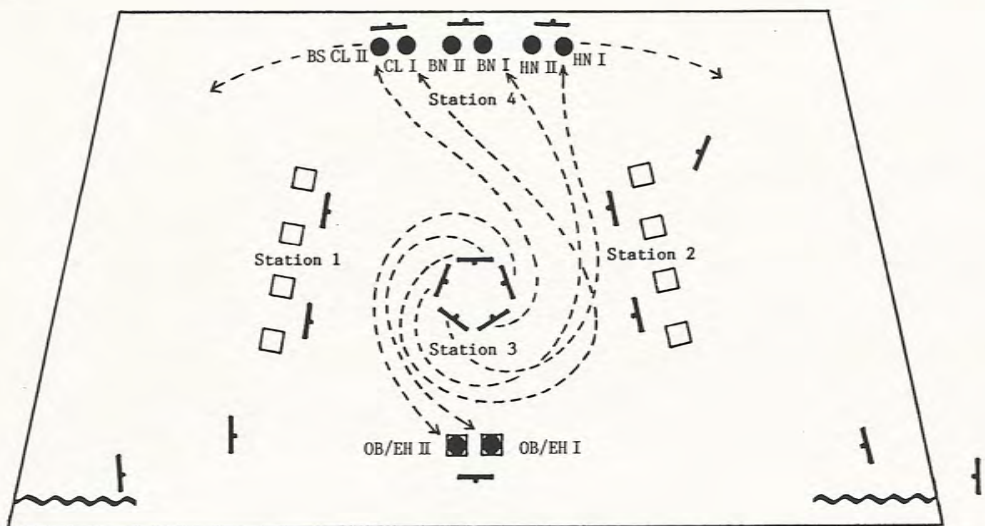 BS CL II
CL I
BN II
BN I
HN II
HN I
Station 4
Station 1
Station 2
Station 3
OB/EH II
OB/EH I